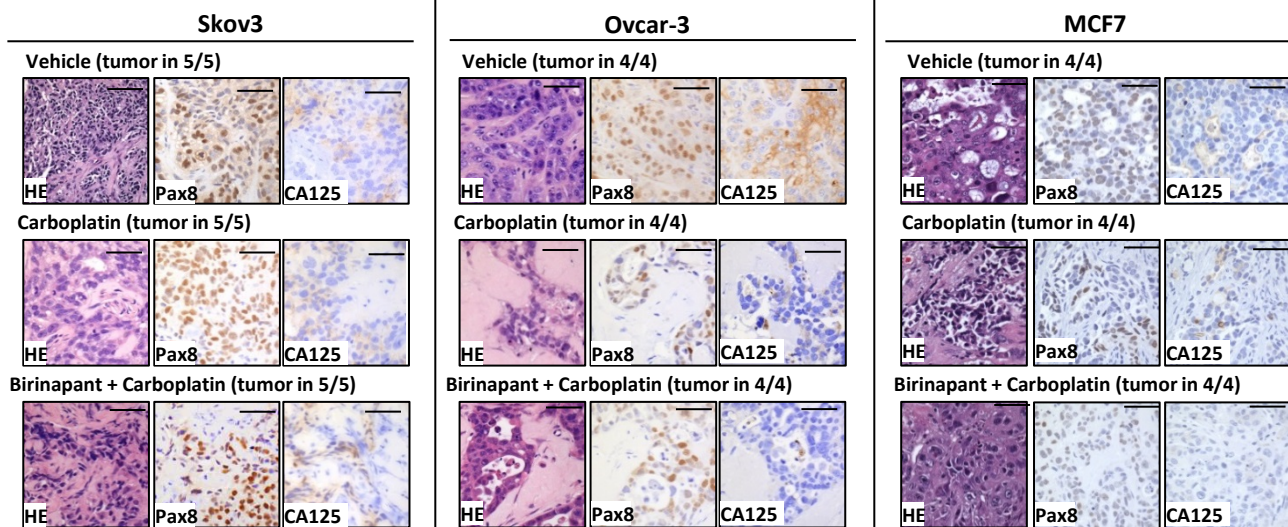 Skov3
Vehicle (tumor in 5/5)
HE Pax8 CA125
Carboplatin (tumor in 5/5)
HE Pax8 CA125
Birinapant + Carboplatin (tumor in 5/5)
HE Pax8 CA125
Ovcar-3
Vehicle (tumor in 4/4)
HE Pax8 CA125
Carboplatin (tumor in 4/4)
HE Pax8 CA125
Birinapant + Carboplatin (tumor in 4/4)
HE Pax8 CA125
MCF7
Vehicle (tumor in 4/4)
HE Pax8 CA125
Carboplatin (tumor in 4/4)
HE Pax8 CA125
Birinapant + Carboplatin (tumor in 4/4)
HE Pax8 CA125